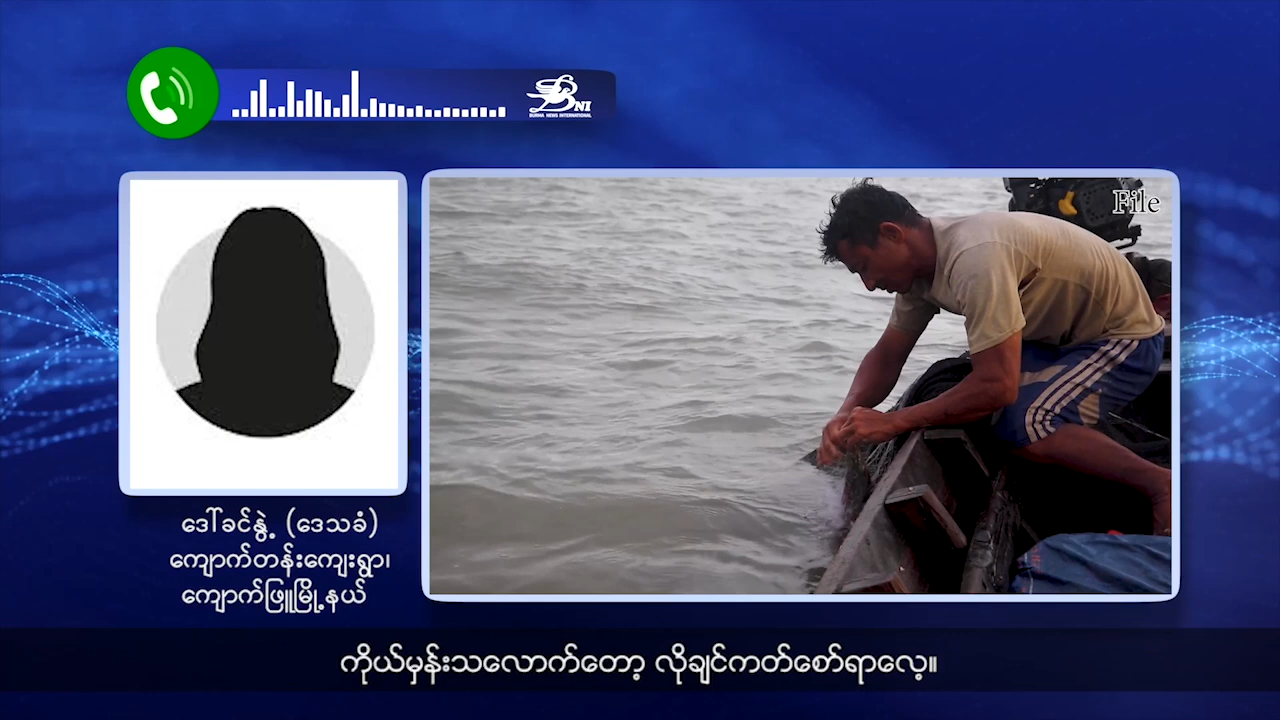 BNI
BURMA NEWS INTERNATIONAL
File
ဒေါ်ခင်နွဲ့ (ဒေသခံ)
ကျောက်တန်းကျေးရွာ၊
ကျောက်ဖြူမြို့နယ်
ကိုယ်မှန်းသလောက်တော့ လိုချင်ကတ်စော်ရာလေ့။